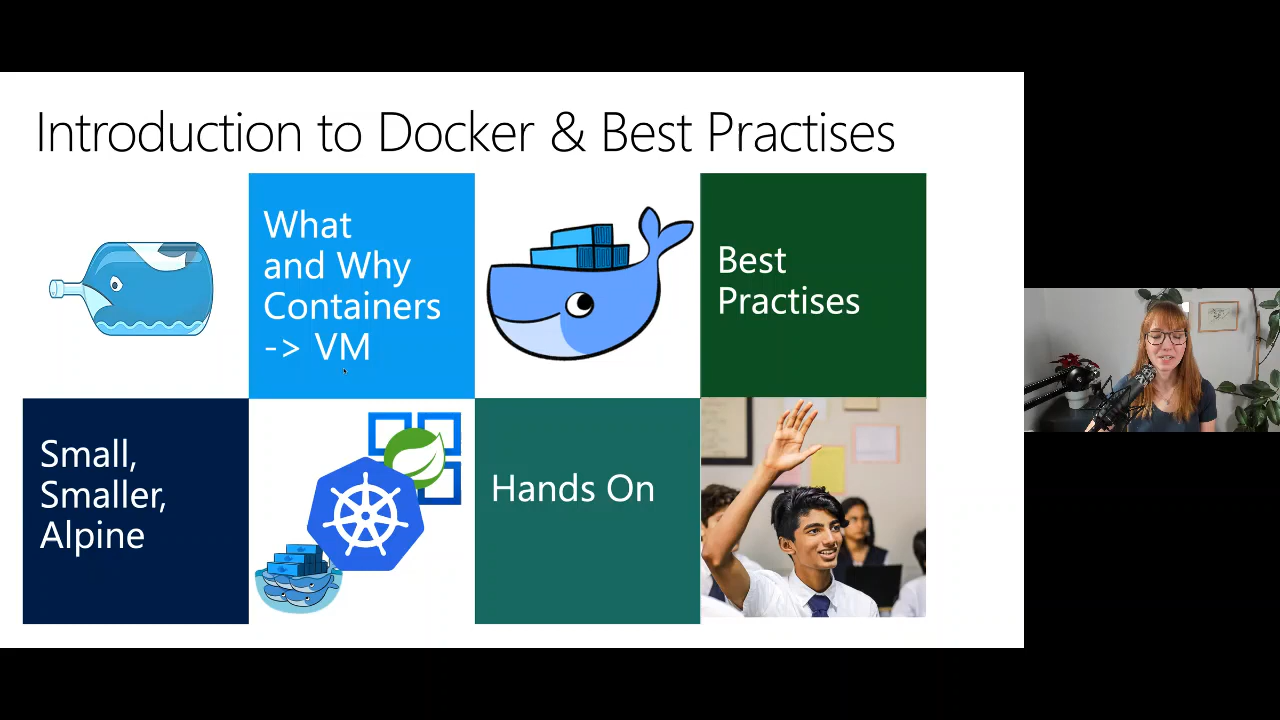 Introduction to Docker & Best Practises
What
and Why
Containers
-> VM
Best
Practises
Small,
Smaller,
Alpine
Hands On